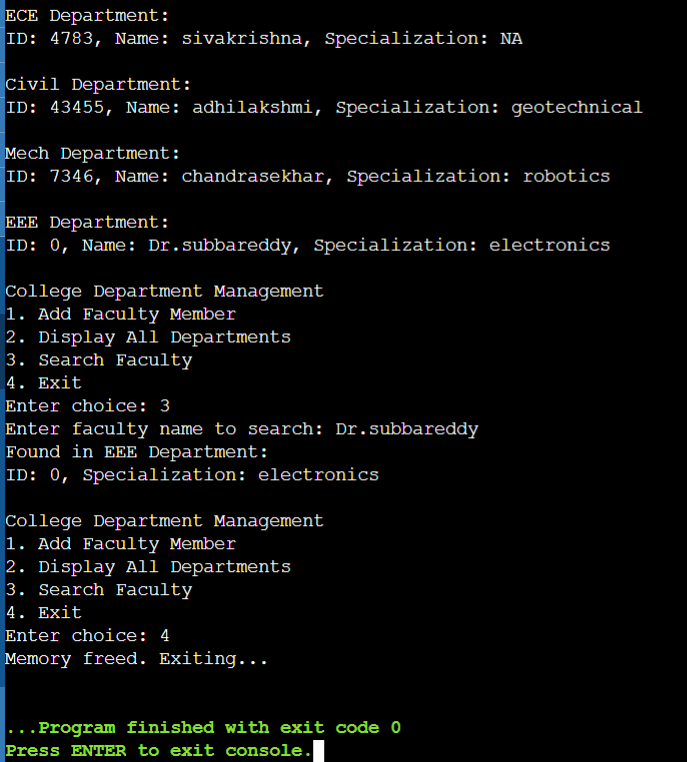 ECE Department:
ID: 4783, Name: sivakrishna, Specialization: NA
Civil Department:
ID: 43455, Name: adhilakshmi, Specialization: geotechnical
Mech Department:
ID: 7346, Name: chandrasekhar, Specialization: robotics
EEE Department:
ID: 0, Name: Dr.subbareddy, Specialization: electronics
College Department Management
1. Add Faculty Member
2. Display All Departments
3. Search Faculty
4. Exit
Enter choice: 3
Enter faculty name to search: Dr.subbareddy
Found in EEE Department:
ID: 0, Specialization: electronics
College Department Management
1. Add Faculty Member
2. Display All Departments
3. Search Faculty
4. Exit
Enter choice: 4
Memory freed. Exiting...
...Program finished with exit code 0
Press ENTER to exit console.